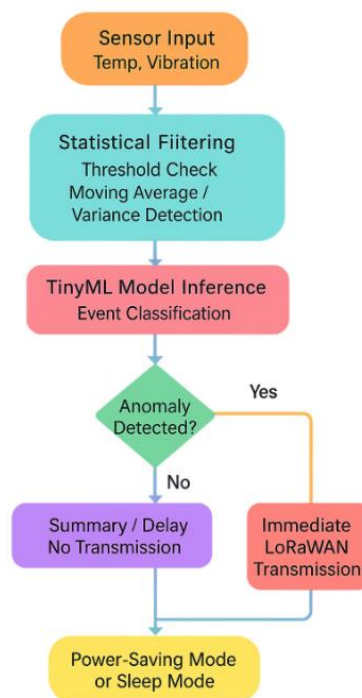 Sensor Input
Temp, Vibration
Statistical Fiitering
Threshold Check
Moving Average /
Variance Detection
TinyML Model Inference
Event Classification
Anomaly
Detected?
Yes
No
Summary / Delay
No Transmission
Immediate
LoRaWAN
Transmission
Power-Saving Mode
or Sleep Mode